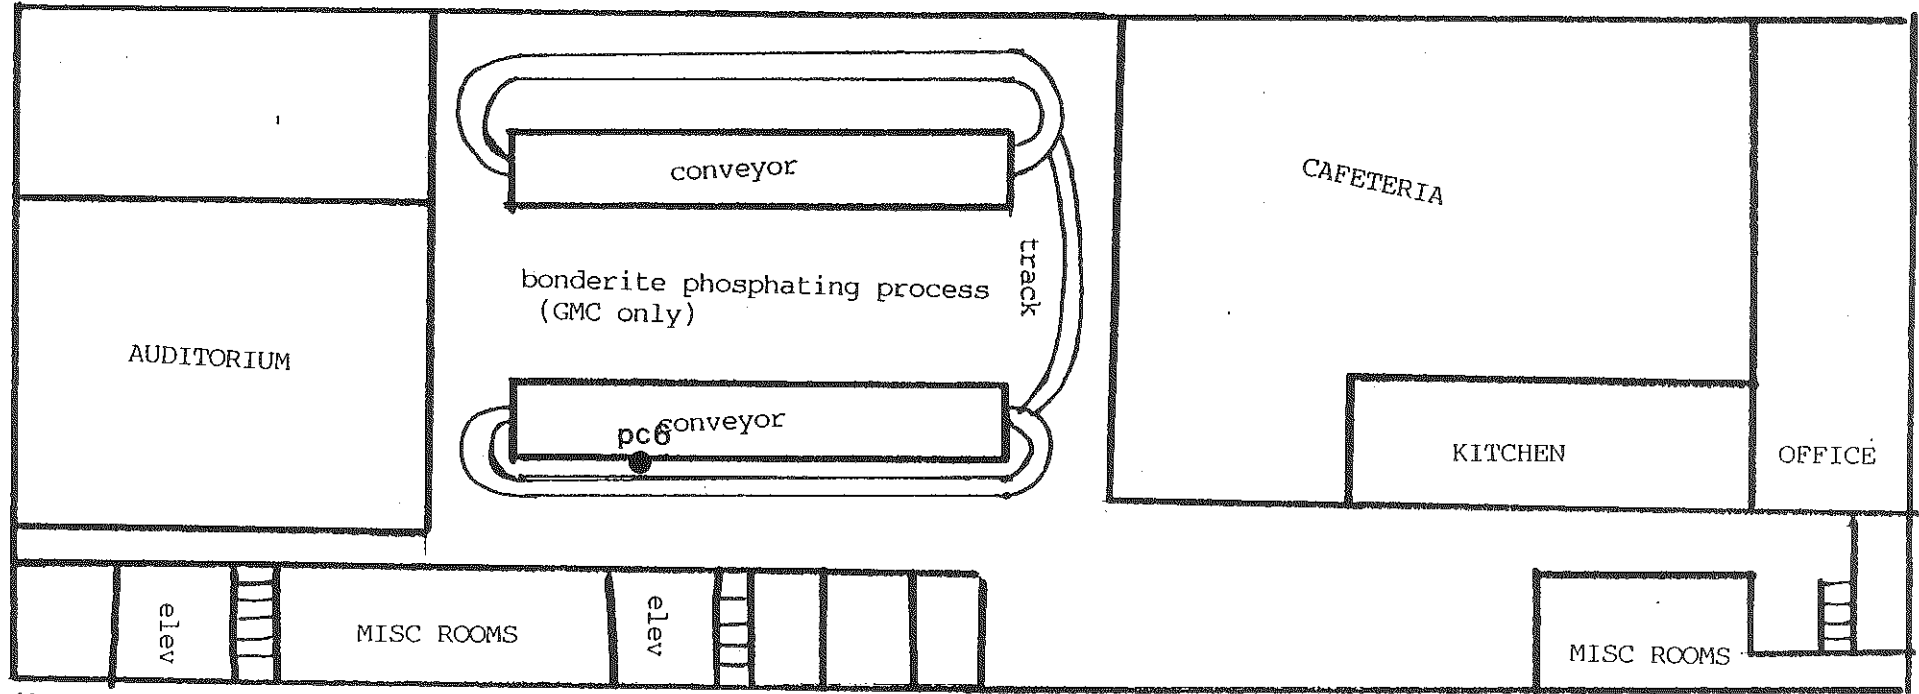 conveyor
CAFETERIA
track
bonderite phosphating process
(GMC only)
AUDITORIUM
conveyor
pc6
KITCHEN
OFFICE
elev
MISC ROOMS
elev
MISC ROOMS